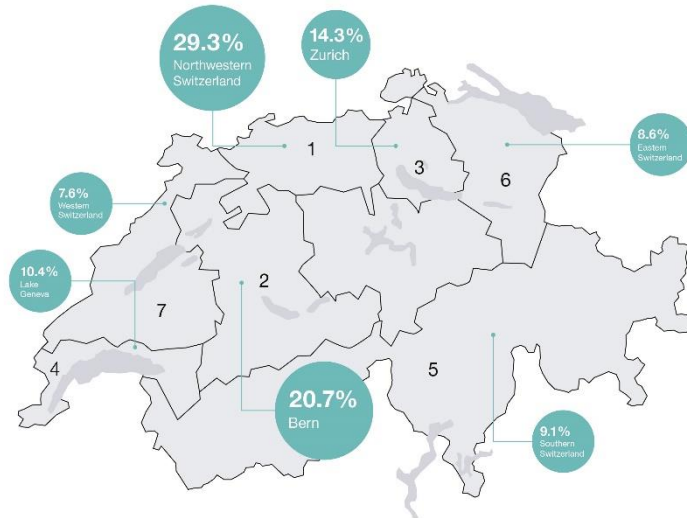 29.3%
Northwestern
Switzerland
14.3%
Zurich
8.6%
Eastern
Switzerland
1
3
6
7.6%
Western
Switzerland
10.4%
Lake
Geneva
2
7
4
5
20.7%
Bern
9.1%
Southern
Switzerland